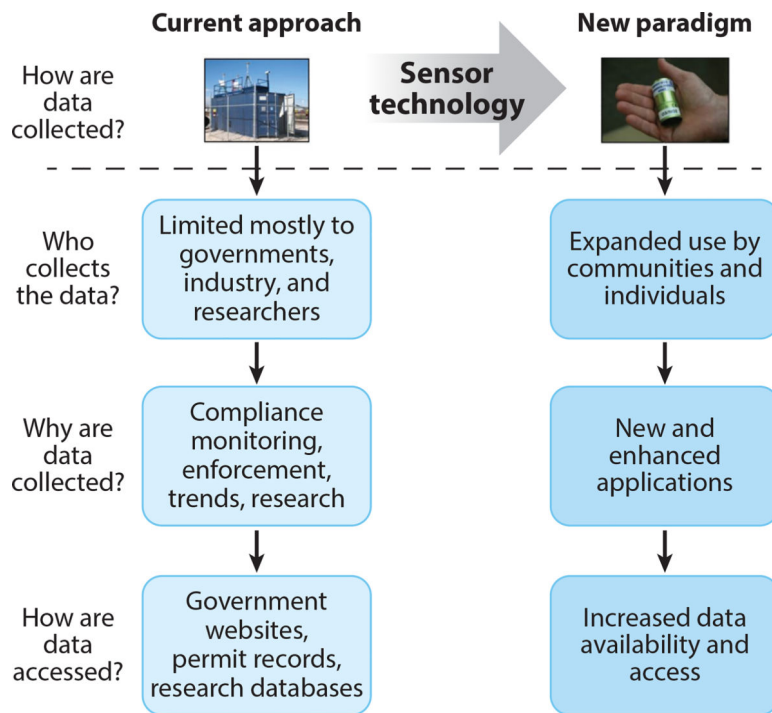 Current approach
New paradigm
How are
data
collected?
Sensor
technology
Who
collects
the data?
Limited mostly to
governments,
industry, and
researchers
Expanded use by
communities and
individuals
Why are
data
collected?
Compliance
monitoring,
enforcement,
trends, research
New and
enhanced
applications
How are
data
accessed?
Government
websites,
permit records,
research databases
Increased data
availability and
access